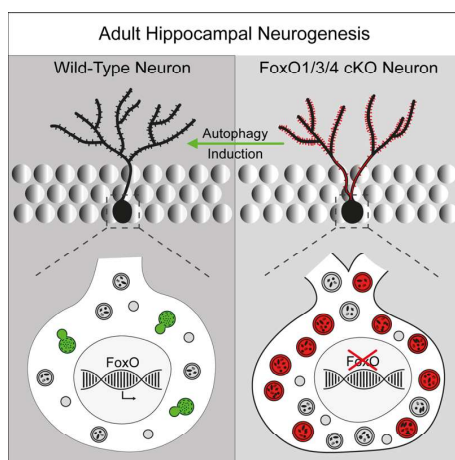 Adult Hippocampal Neurogenesis
Wild-Type Neuron
FoxO1/3/4 cKO Neuron
Autophagy
Induction
FoxO
FoxO